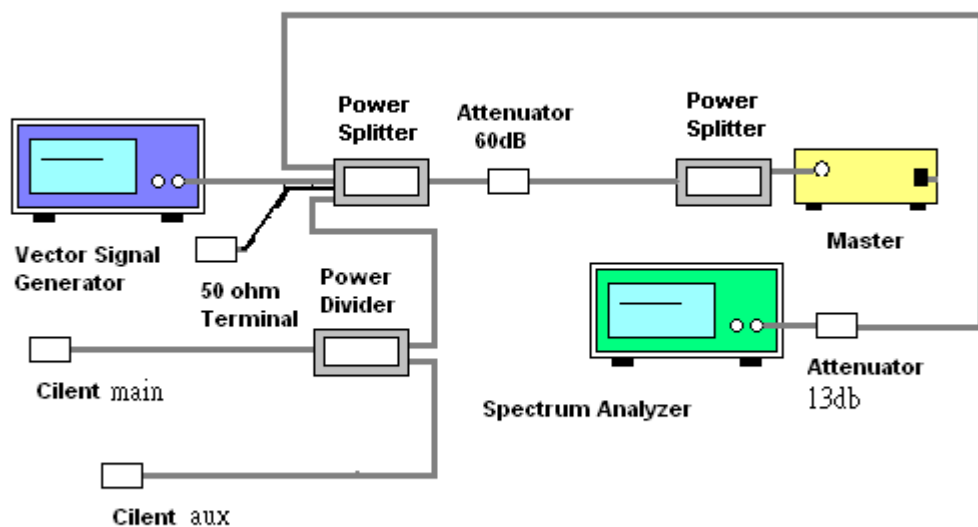 Power
Splitter
Attenuator
60dB
Power
Splitter
Vector Signal
Generator
50 ohm
Terminal
Power
Divider
Master
Cilent main
Spectrum Analyzer
Attenuator
13db
Cilent aux